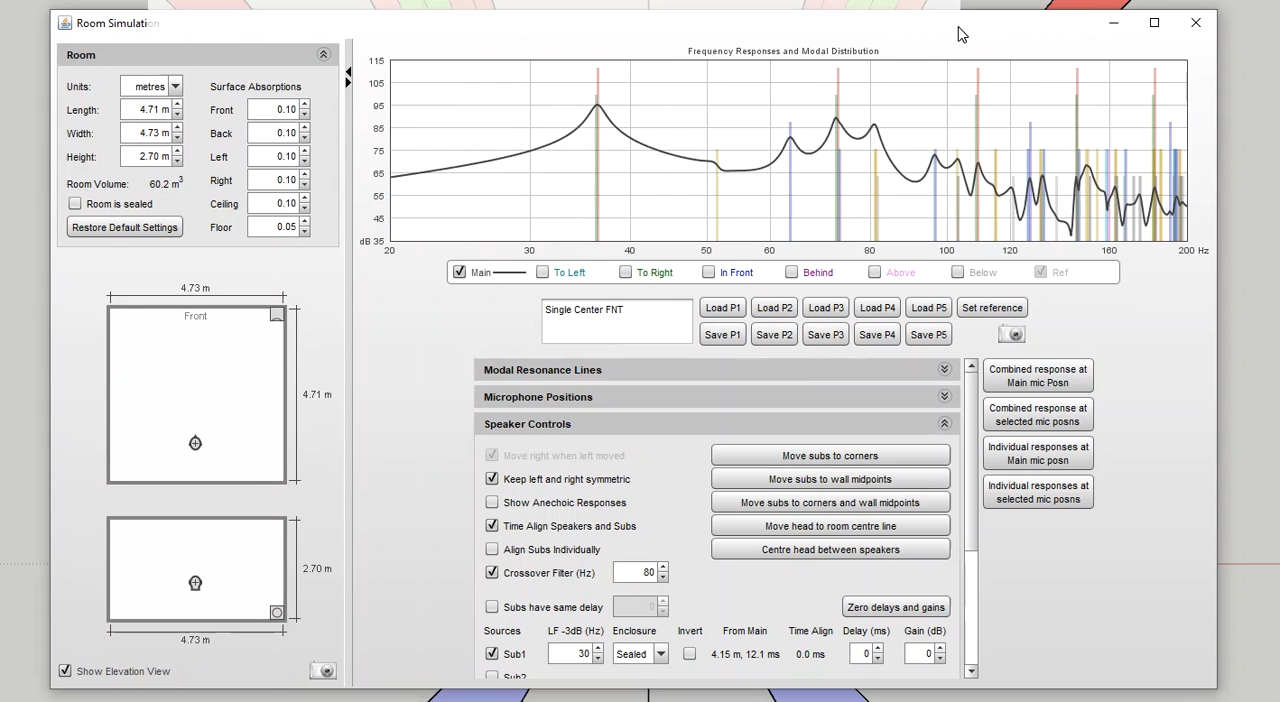 Room Simulation
Room
Units: metres
Surface Absorptions
Length: 4.71 m
Front 0.10
Width: 4.73 m
Back 0.10
Height: 2.70 m
Left 0.10
Room Volume: 60.2 m3
Right 0.10
Room is sealed
Ceiling 0.10
Restore Default Settings
Floor 0.05
4.73 m
Front
4.71 m
2.70 m
4.73 m
Show Elevation View
Frequency Responses and Modal Distribution
115
105
95
85
75
65
55
45
dB 35
20 30 40 50 60 80 100 120 160 200 Hz
Main To Left To Right In Front Behind Above Below Ref
Single Center FNT
Load P1 Load P2 Load P3 Load P4 Load P5 Set reference
Save P1 Save P2 Save P3 Save P4 Save P5
Modal Resonance Lines
Microphone Positions
Speaker Controls
Move right when left moved
Move subs to corners
Keep left and right symmetric
Move subs to wall midpoints
Show Anechoic Responses
Move subs to corners and wall midpoints
Time Align Speakers and Subs
Move head to room centre line
Align Subs Individually
Centre head between speakers
Crossover Filter (Hz) 80
Subs have same delay 0
Zero delays and gains
Sources LF -3dB (Hz) Enclosure Invert From Main Time Align Delay (ms) Gain (dB)
Sub1 30 Sealed 4.15 m, 12.1 ms 0.0 ms 0 0
Sub2
Combined response at
Main mic Posn
Combined response at
selected mic posns
Individual responses at
Main mic posn
Individual responses at
selected mic posns